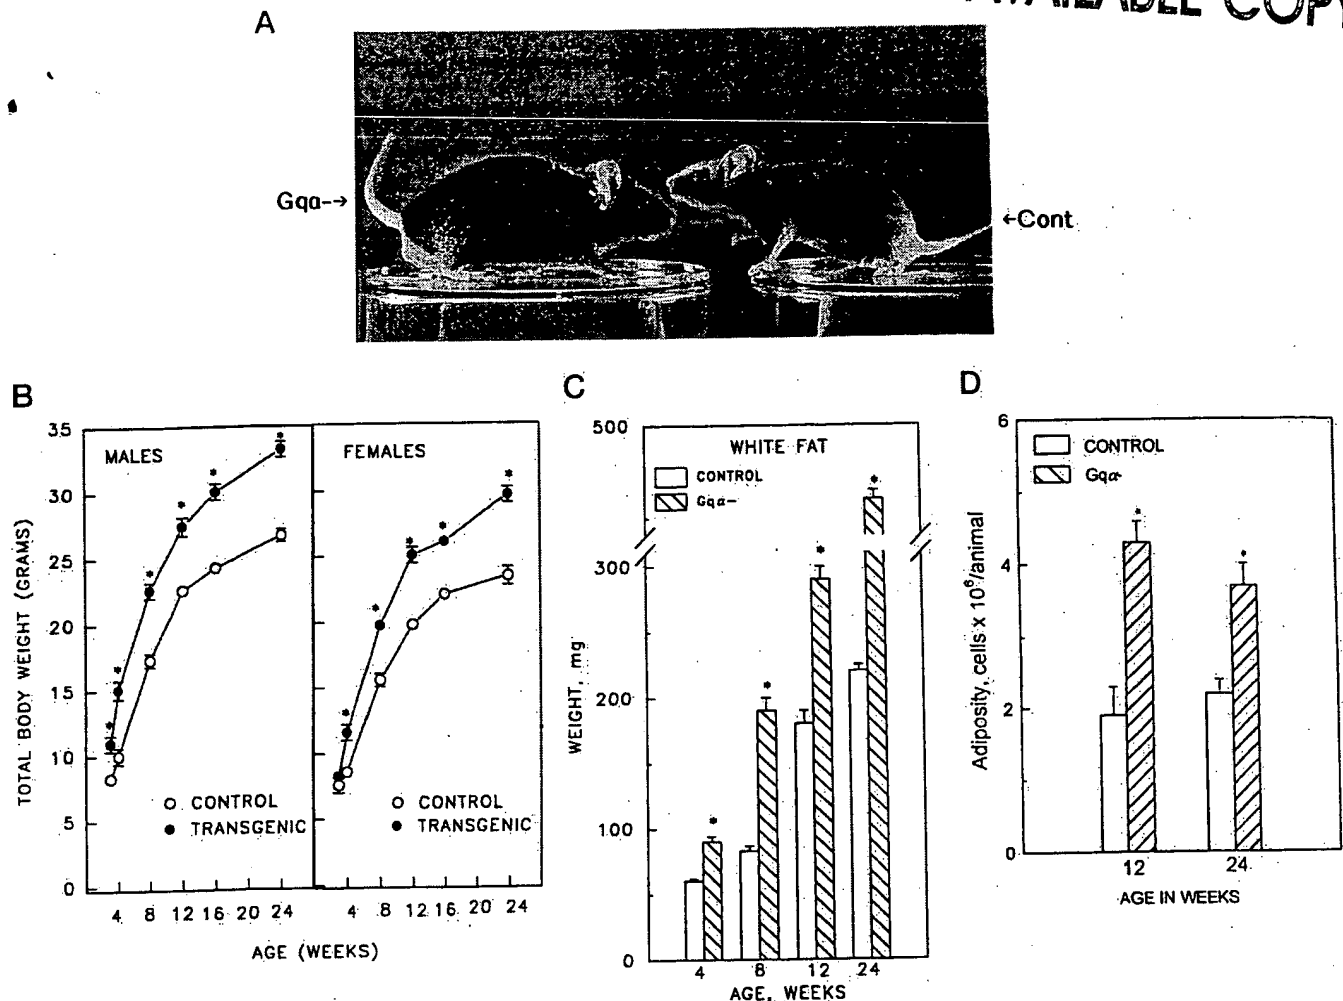 AVAILABLE COPY
A
Gqα-→
←Cont
B
MALES
FEMALES
TOTAL BODY WEIGHT (GRAMS)
35
30
25
20
15
10
5
0
○ CONTROL
● TRANSGENIC
○ CONTROL
● TRANSGENIC
4 8 12 16 20 24
4 8 12 16 20 24
AGE (WEEKS)
C
WHITE FAT
CONTROL
Gqα-
WEIGHT, mg
500
300
200
100
0
4 8 12 24
AGE, WEEKS
D
CONTROL
Gqα-
Adiposity, cells x 10⁶/animal
6
4
2
0
12 24
AGE IN WEEKS